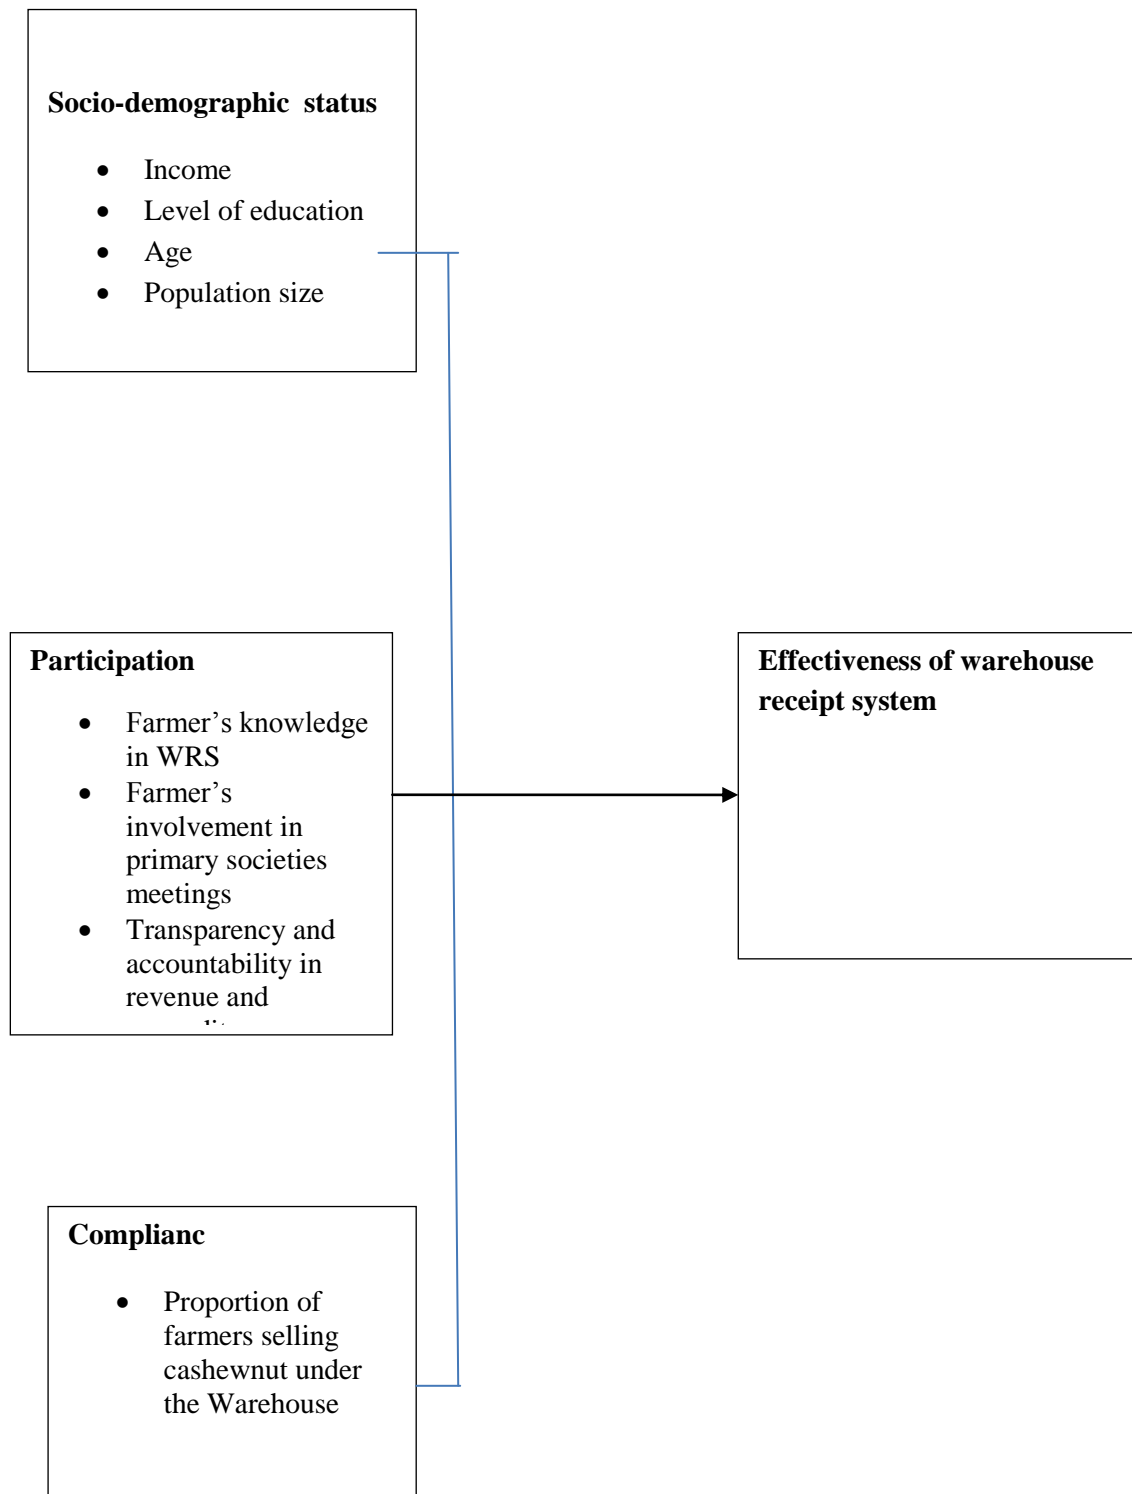 Socio-demographic status
• Income
• Level of education
• Age
• Population size
Participation
• Farmer’s knowledge
in WRS
• Farmer’s
involvement in
primary societies
meetings
• Transparency and
accountability in
revenue and
Effectiveness of warehouse
receipt system
Complianc
• Proportion of
farmers selling
cashewnut under
the Warehouse